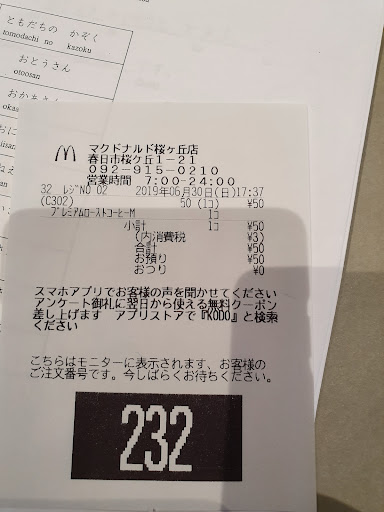 ともだちの かぞく
tomodachi no kazoku
おとうさん
otoosan
マクドナルド桜ヶ丘店
春日市桜ケ丘1-21
092-915-0210
営業時間 7:00-24:00
32 レジNO 02 2019年06月30日(日)17:37
(C302) 50 (1コ) ¥50
プレミアムローストコーヒーM 1コ
小計 1コ ¥50
(内消費税 ¥3)
合計 ¥50
お預り ¥50
おつり ¥0
スマホアプリでお客様の声を聞かせてください
アンケート御礼に翌日から使える無料クーポン
差し上げます アプリストアで『KODO』と検索
ください
こちらはモニターに表示されます、お客様の
ご注文番号です。今しばらくお待ちください。
232